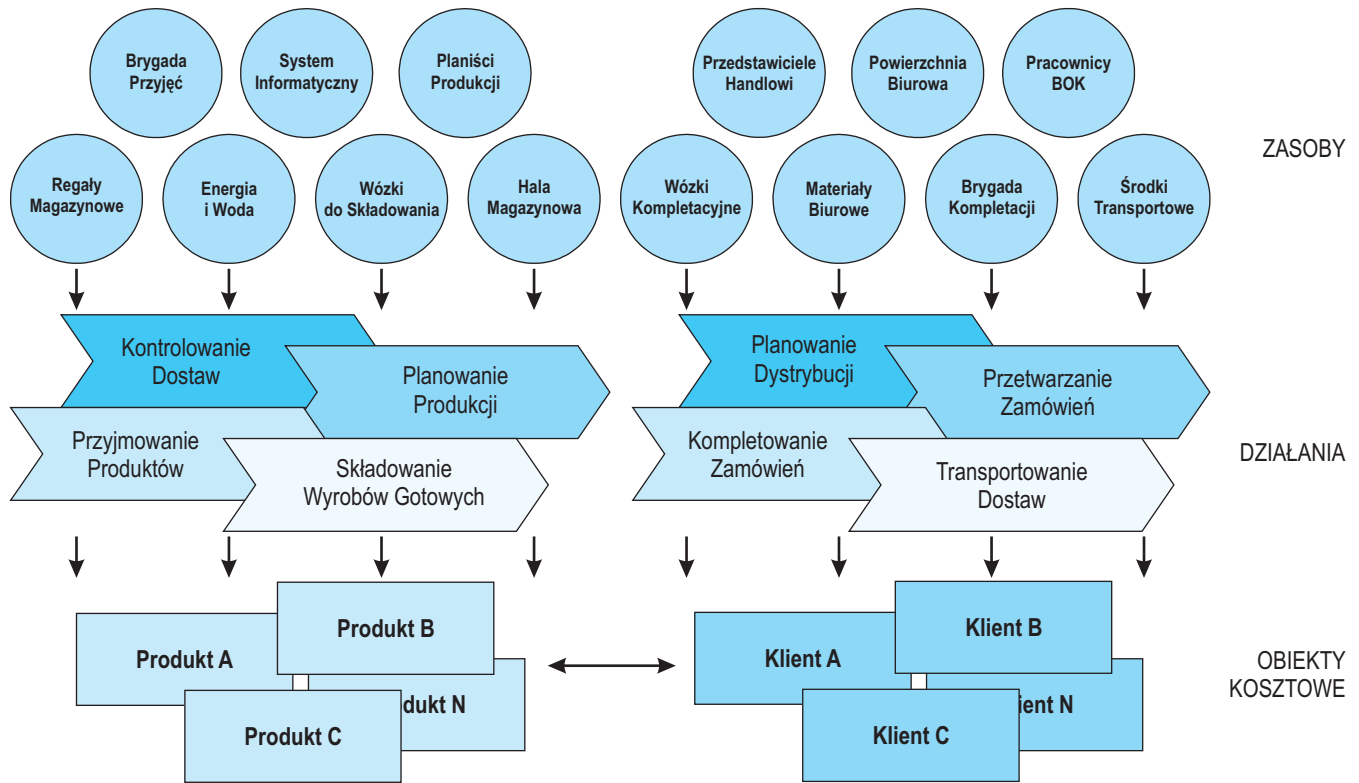 Brygada
Przyjęć
System
Informatyczny
Planiści
Produkcji
Przedstawiciele
Handlowi
Powierzchnia
Biurowa
Pracownicy
BOK
ZASOBY
Regały
Magazynowe
Energia
i Woda
Wózki
do Składowania
Hala
Magazynowa
Wózki
Kompletacyjne
Materiały
Biurowe
Brygada
Kompletacji
Środki
Transportowe
Kontrolowanie
Dostaw
Planowanie
Produkcji
Przyjmowanie
Produktów
Składowanie
Wyrobów Gotowych
Planowanie
Dystrybucji
Przetwarzanie
Zamówień
Kompletowanie
Zamówień
Transportowanie
Dostaw
DZIAŁANIA
Produkt A
Produkt B
dukt N
Produkt C
Klient A
Klient B
ient N
Klient C
OBIEKTY
KOSZTOWE